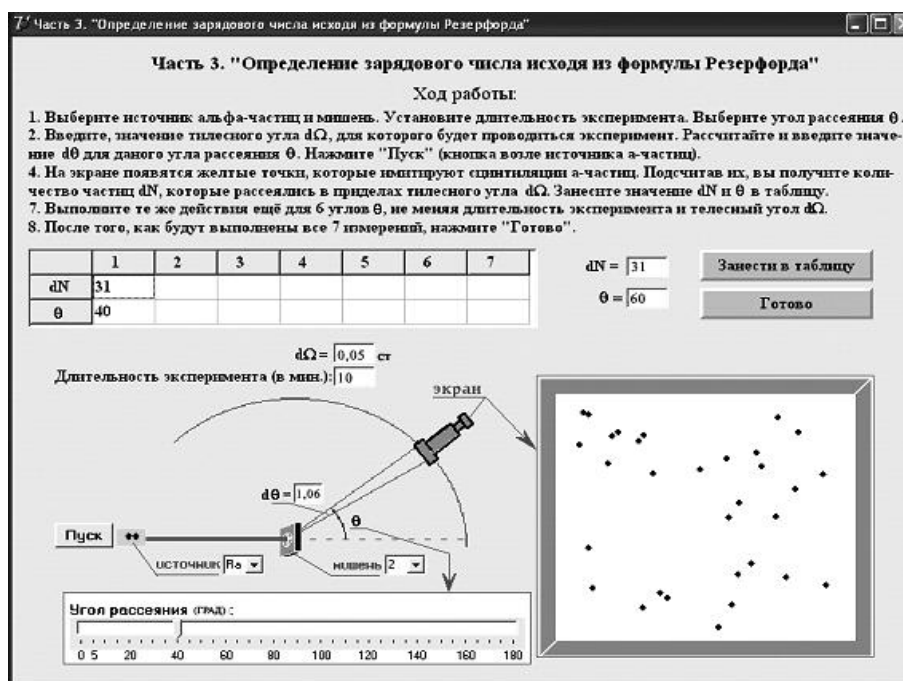 Часть 3. "Определение зарядового числа исходя из формулы Резерфорда"
Часть 3. "Определение зарядового числа исходя из формулы Резерфорда"
Ход работы:
1. Выберите источник альфа-частиц и мишень. Установите длительность эксперимента. Выберите угол расеяния θ.
2. Введите, значение тилесного угла dΩ, для которого будет проводиться эксперимент. Рассчитайте и введите значе-
ние dθ для даного угла рассеяния θ. Нажмите "Пуск" (кнопка возле источника а-частиц).
4. На экране появятся желтые точки, которые имитируют сцинтиляции а-частиц. Подсчитав их, вы получите коли-
чество частиц dN, которые рассеялись в приделах тилесного угла dΩ. Занесите значение dN и θ в таблицу.
7. Выполните те же действия ещё для 6 углов θ, не меняя длительность эксперимента и телесный угол dΩ.
8. После того, как будут выполнены все 7 измерений, нажмите "Готово".
1 2 3 4 5 6 7
dN 31
θ 40
dN = 31
Занести в таблицу
θ = 60
Готово
dΩ = 0,05 ст
Длительность эксперимента (в мин.): 10
экран
dθ = 1,06
θ
Пуск
источник Ra
мишень 2
Угол рассеяния (ГРАД) :
0 5 20 40 60 80 100 120 140 160 180